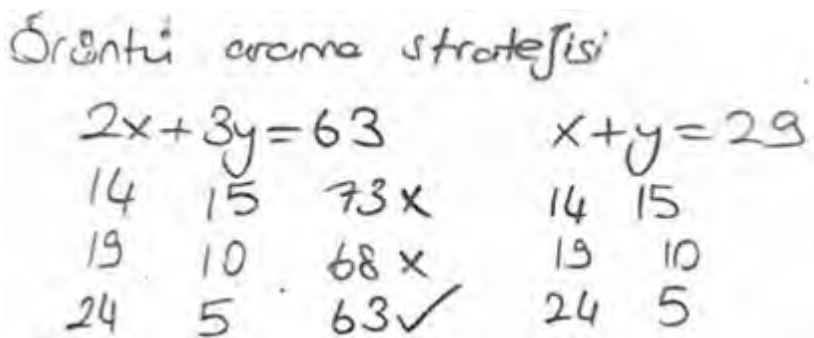 Örüntü arama stratejisi
2x+3y=63 x+y=29
14 15 73 x 14 15
19 10 68 x 19 10
24 5 63 ✓ 24 5